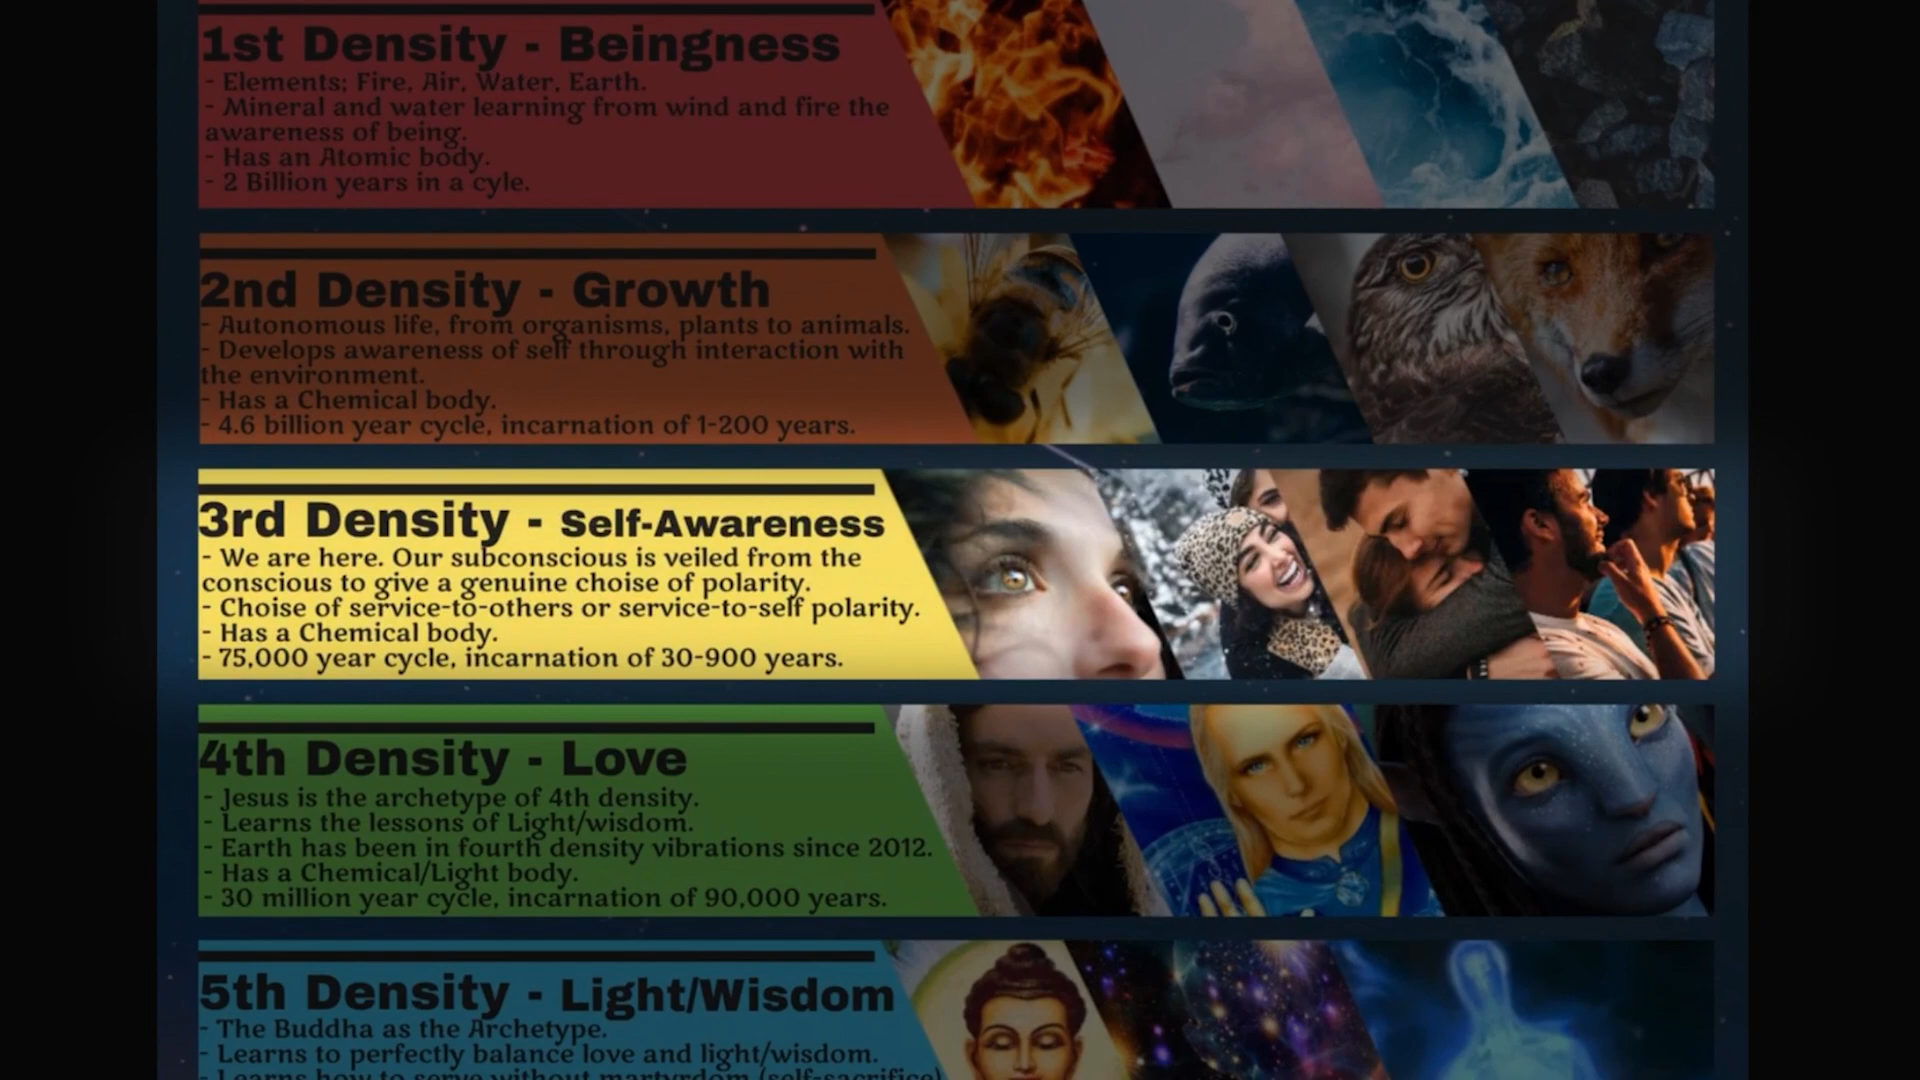 1st Density - Beingness
- Elements; Fire, Air, Water, Earth.
- Mineral and water learning from wind and fire the
awareness of being.
- Has an Atomic body.
- 2 Billion years in a cyle.
2nd Density - Growth
- Autonomous life, from organisms, plants to animals.
- Develops awareness of self through interaction with
the environment.
- Has a Chemical body.
- 4.6 billion year cycle, incarnation of 1-200 years.
3rd Density - Self-Awareness
- We are here. Our subconscious is veiled from the
conscious to give a genuine choise of polarity.
- Choise of service-to-others or service-to-self polarity.
- Has a Chemical body.
- 75,000 year cycle, incarnation of 30-900 years.
4th Density - Love
- Jesus is the archetype of 4th density.
- Learns the lessons of Light/wisdom.
- Earth has been in fourth density vibrations since 2012.
- Has a Chemical/Light body.
- 30 million year cycle, incarnation of 90,000 years.
5th Density - Light/Wisdom
- The Buddha as the Archetype.
- Learns to perfectly balance love and light/wisdom.
- Learns how to serve without martyrdom (self-sacrifice)